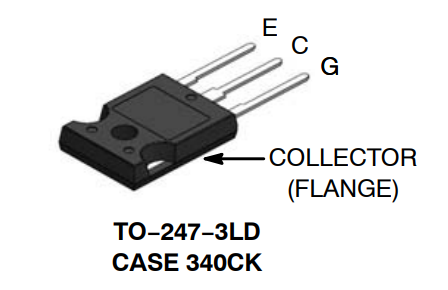 E
C
G
COLLECTOR
(FLANGE)
TO−247−3LD
CASE 340CK